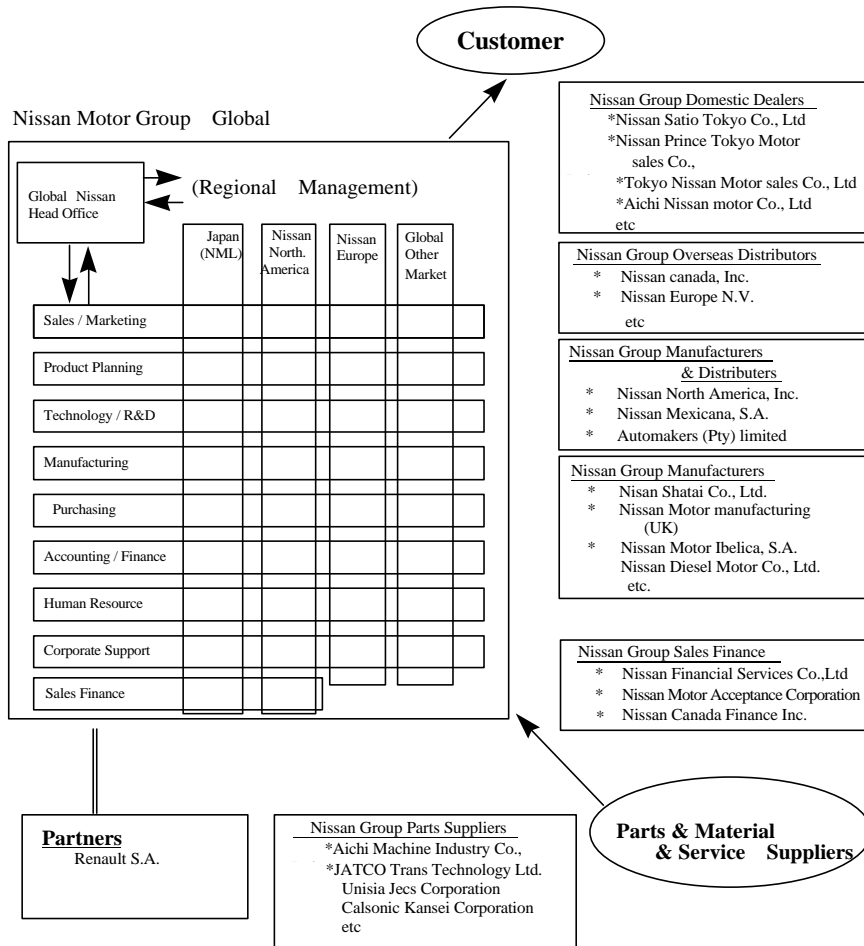 Customer
Nissan Motor Group Global
Global Nissan
Head Office
(Regional Management)
Japan
(NML)
Nissan
North.
America
Nissan
Europe
Global
Other
Market
Sales / Marketing
Product Planning
Technology / R&D
Manufacturing
Purchasing
Accounting / Finance
Human Resource
Corporate Support
Sales Finance
Nissan Group Domestic Dealers
*Nissan Satio Tokyo Co., Ltd
*Nissan Prince Tokyo Motor
sales Co.,
*Tokyo Nissan Motor sales Co., Ltd
*Aichi Nissan motor Co., Ltd
etc
Nissan Group Overseas Distributors
* Nissan canada, Inc.
* Nissan Europe N.V.
etc
Nissan Group Manufacturers
& Distributers
* Nissan North America, Inc.
* Nissan Mexicana, S.A.
* Automakers (Pty) limited
Nissan Group Manufacturers
* Nisan Shatai Co., Ltd.
* Nissan Motor manufacturing
(UK)
* Nissan Motor Ibelica, S.A.
Nissan Diesel Motor Co., Ltd.
etc.
Nissan Group Sales Finance
* Nissan Financial Services Co.,Ltd
* Nissan Motor Acceptance Corporation
* Nissan Canada Finance Inc.
Partners
Renault S.A.
Nissan Group Parts Suppliers
*Aichi Machine Industry Co.,
*JATCO Trans Technology Ltd.
Unisia Jecs Corporation
Calsonic Kansei Corporation
etc
Parts & Material
& Service Suppliers